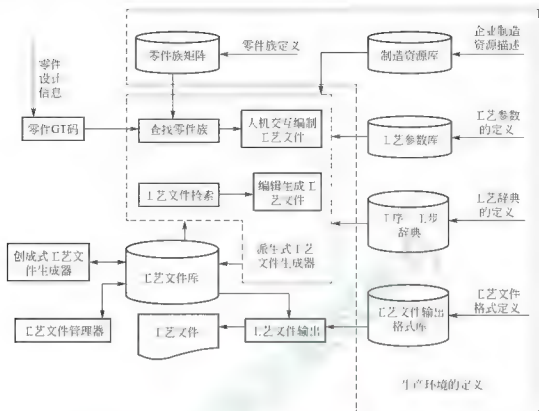 零件族矩阵
零件族定义
制造资源库
企业制造
资源描述
零件
设计
信息
零件GT码
查找零件族
人机交互编制
工艺文件
工艺参数库
工艺参数
的定义
工艺文件检索
编辑生成工
艺文件
工序 工步
辞典
工艺辞典
的定义
创成式工艺文
件生成器
工艺文件库
派生式工艺
文件生成器
工艺文件管理器
工艺文件
工艺文件输出
工艺文件输出
格式库
工艺文件
格式定义
生产环境的定义